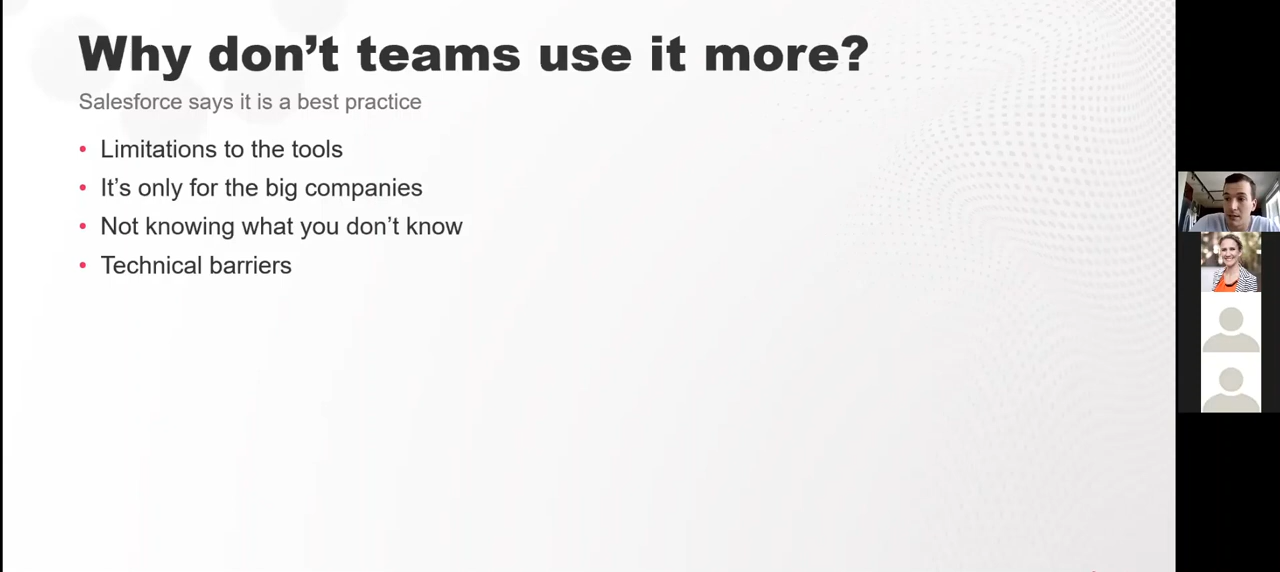 Why don’t teams use it more?
Salesforce says it is a best practice
• Limitations to the tools
• It’s only for the big companies
• Not knowing what you don’t know
• Technical barriers